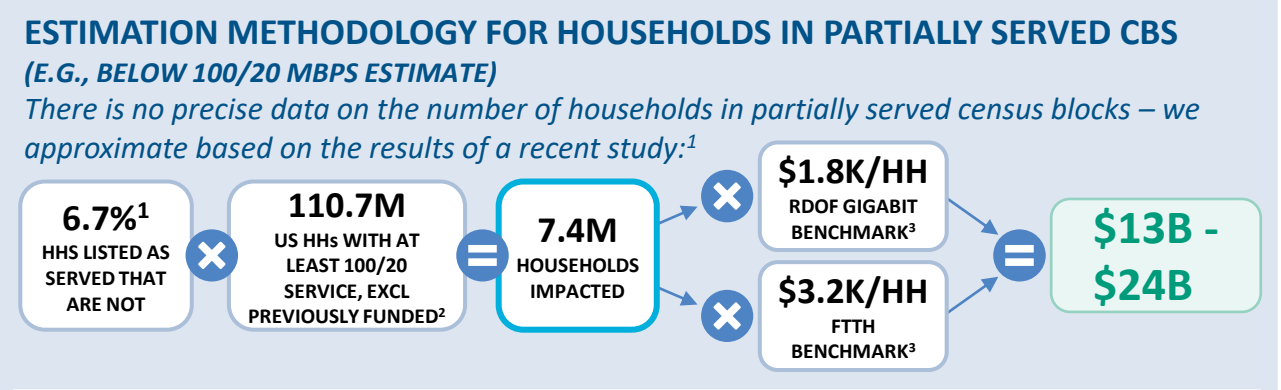 ESTIMATION METHODOLOGY FOR HOUSEHOLDS IN PARTIALLY SERVED CBS
(E.G., BELOW 100/20 MBPS ESTIMATE)
There is no precise data on the number of households in partially served census blocks – we
approximate based on the results of a recent study:1
6.7%1
HHS LISTED AS
SERVED THAT
ARE NOT
110.7M
US HHs WITH AT
LEAST 100/20
SERVICE, EXCL
PREVIOUSLY FUNDED2
7.4M
HOUSEHOLDS
IMPACTED
$1.8K/HH
RDOF GIGABIT
BENCHMARK3
$3.2K/HH
FTTH
BENCHMARK3
$13B -
$24B